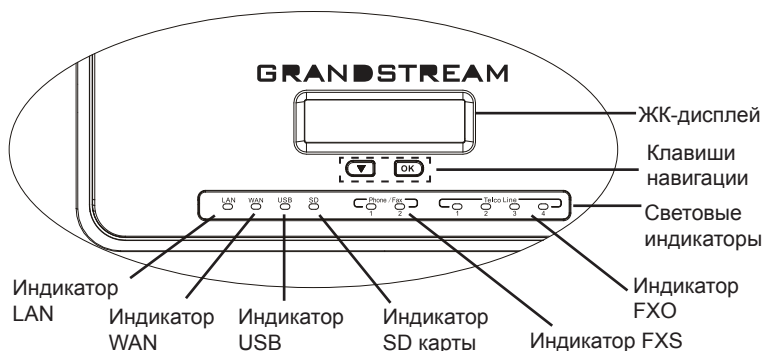 GRANDSTREAM
ЖК-дисплей
OK
Клавиши
навигации
LAN WAN USB SD Phone / Fax Telco Line
1 2 1 2 3 4
Световые
индикаторы
Индикатор
LAN
Индикатор
WAN
Индикатор
USB
Индикатор
SD карты
Индикатор FXS
Индикатор
FXO